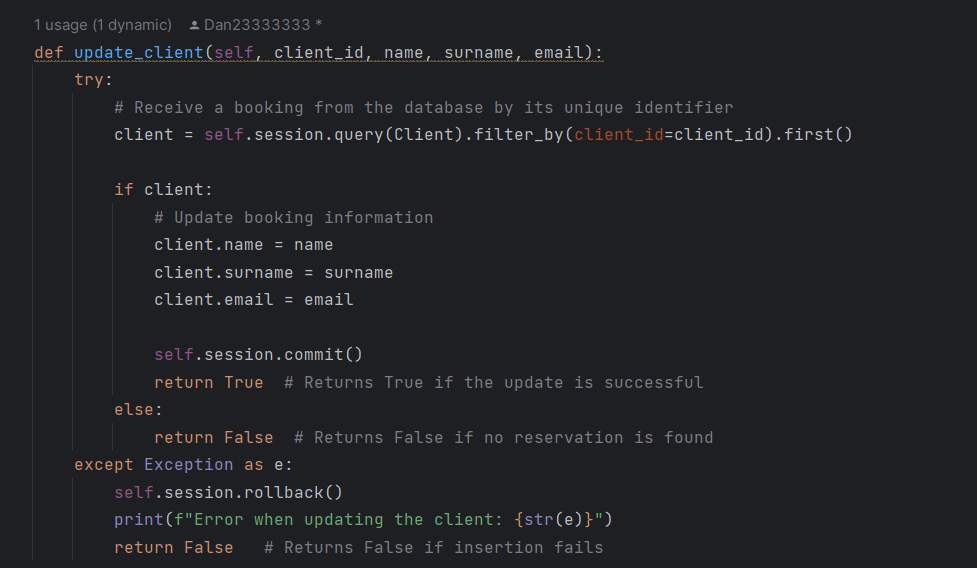 1 usage (1 dynamic) Dan23333333 *
def update_client(self, client_id, name, surname, email):
    try:
        # Receive a booking from the database by its unique identifier
        client = self.session.query(Client).filter_by(client_id=client_id).first()

        if client:
            # Update booking information
            client.name = name
            client.surname = surname
            client.email = email

            self.session.commit()
            return True  # Returns True if the update is successful
        else:
            return False  # Returns False if no reservation is found
    except Exception as e:
        self.session.rollback()
        print(f"Error when updating the client: {str(e)}")
        return False   # Returns False if insertion fails